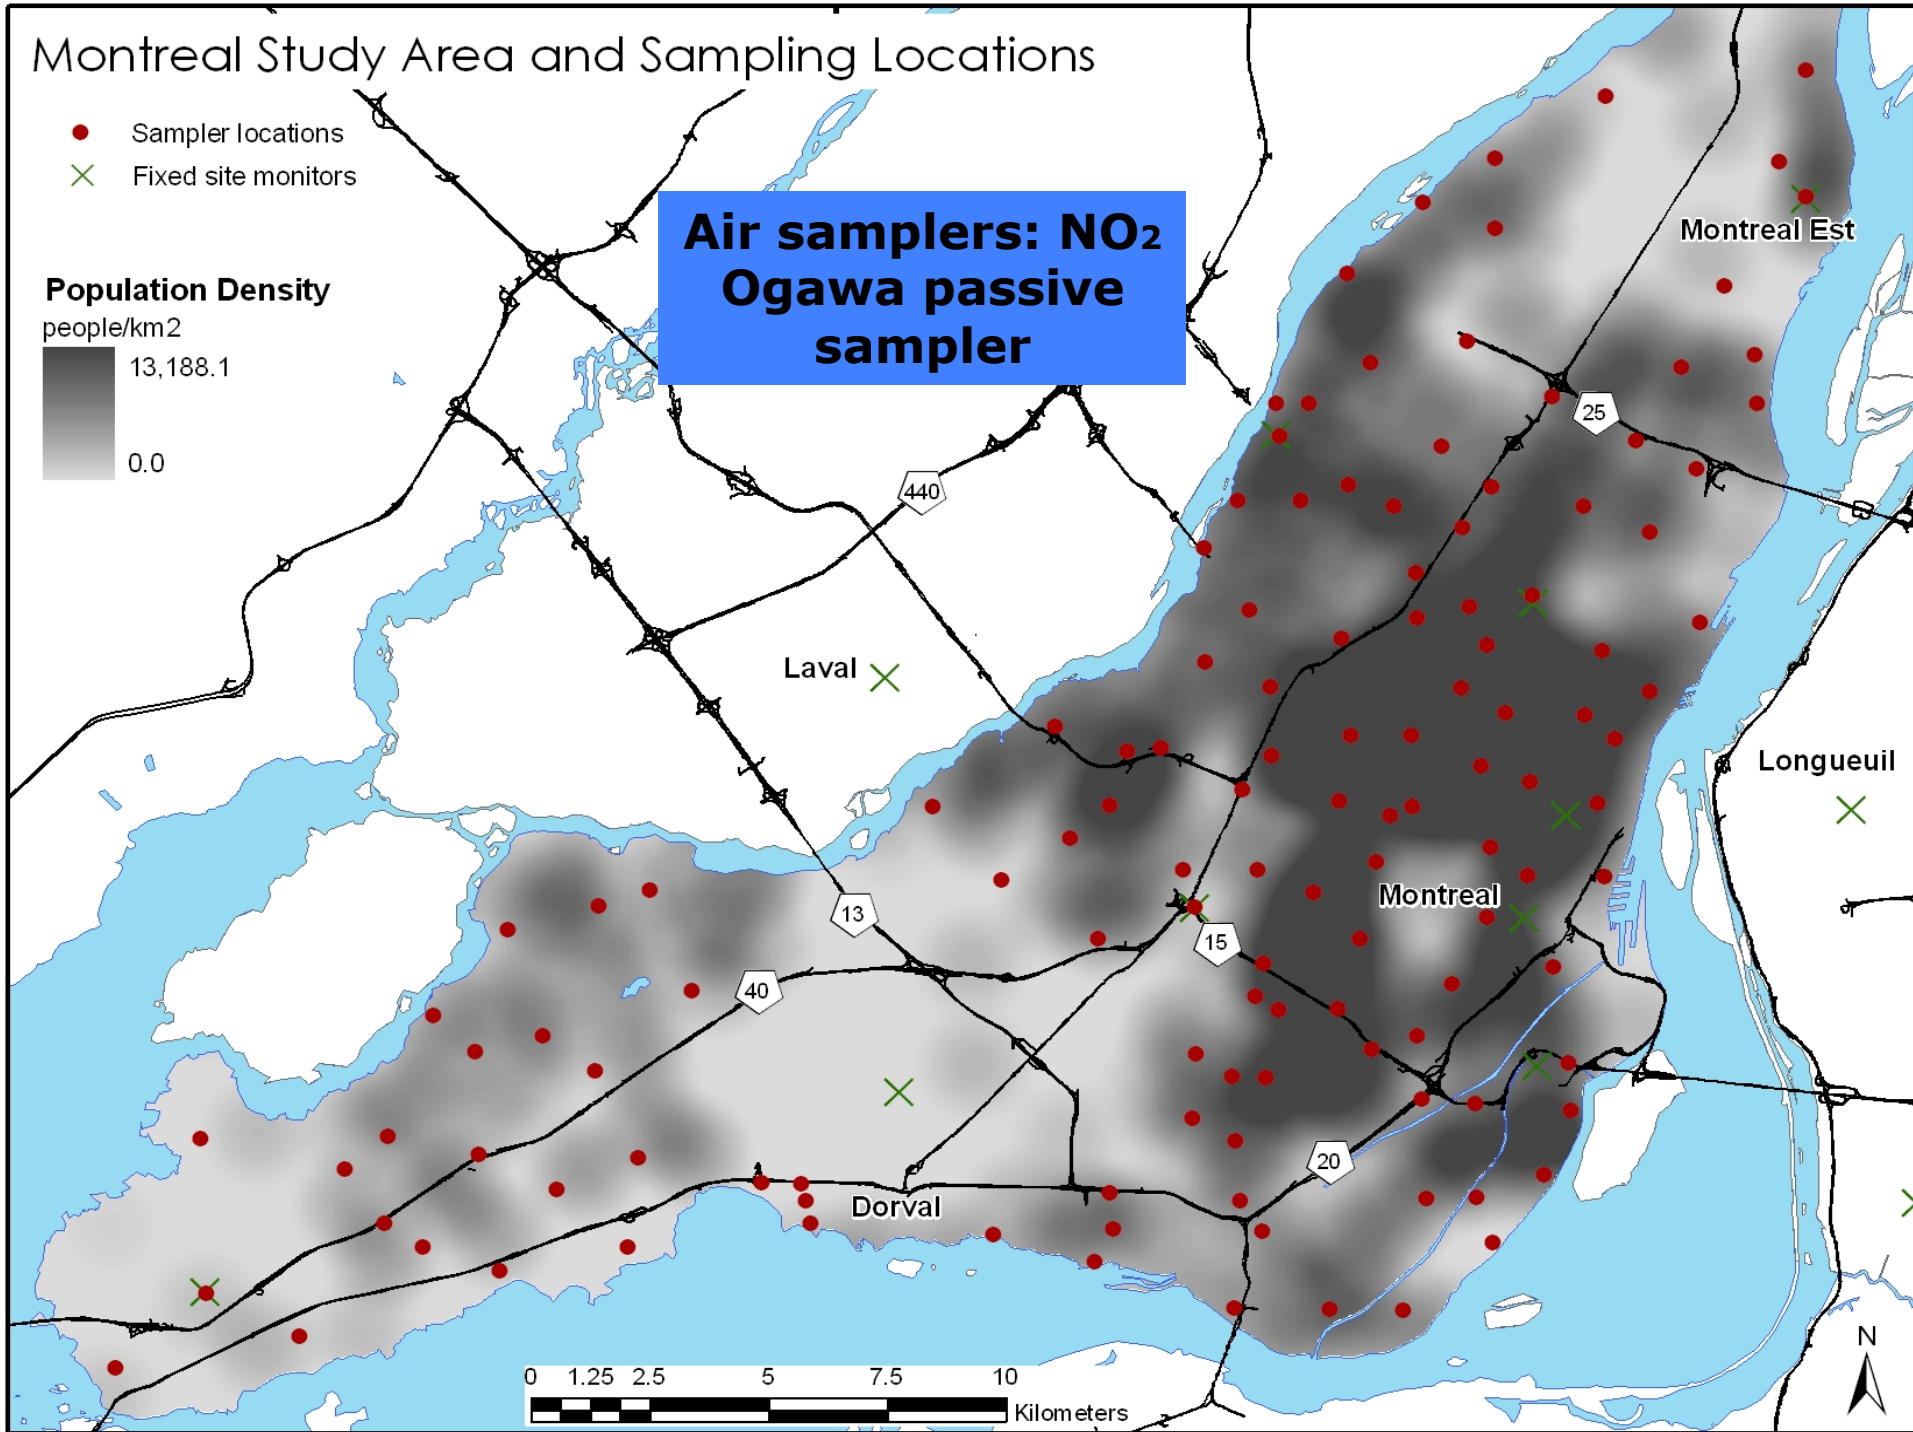 Montreal Study Area and Sampling Locations
Sampler locations
Fixed site monitors
Air samplers: NO₂
Ogawa passive
sampler
Population Density
people/km2
13,188.1
0.0
Montreal Est
25
440
Laval
Longueuil
Montreal
13
15
40
20
Dorval
0 1.25 2.5 5 7.5 10
Kilometers
N